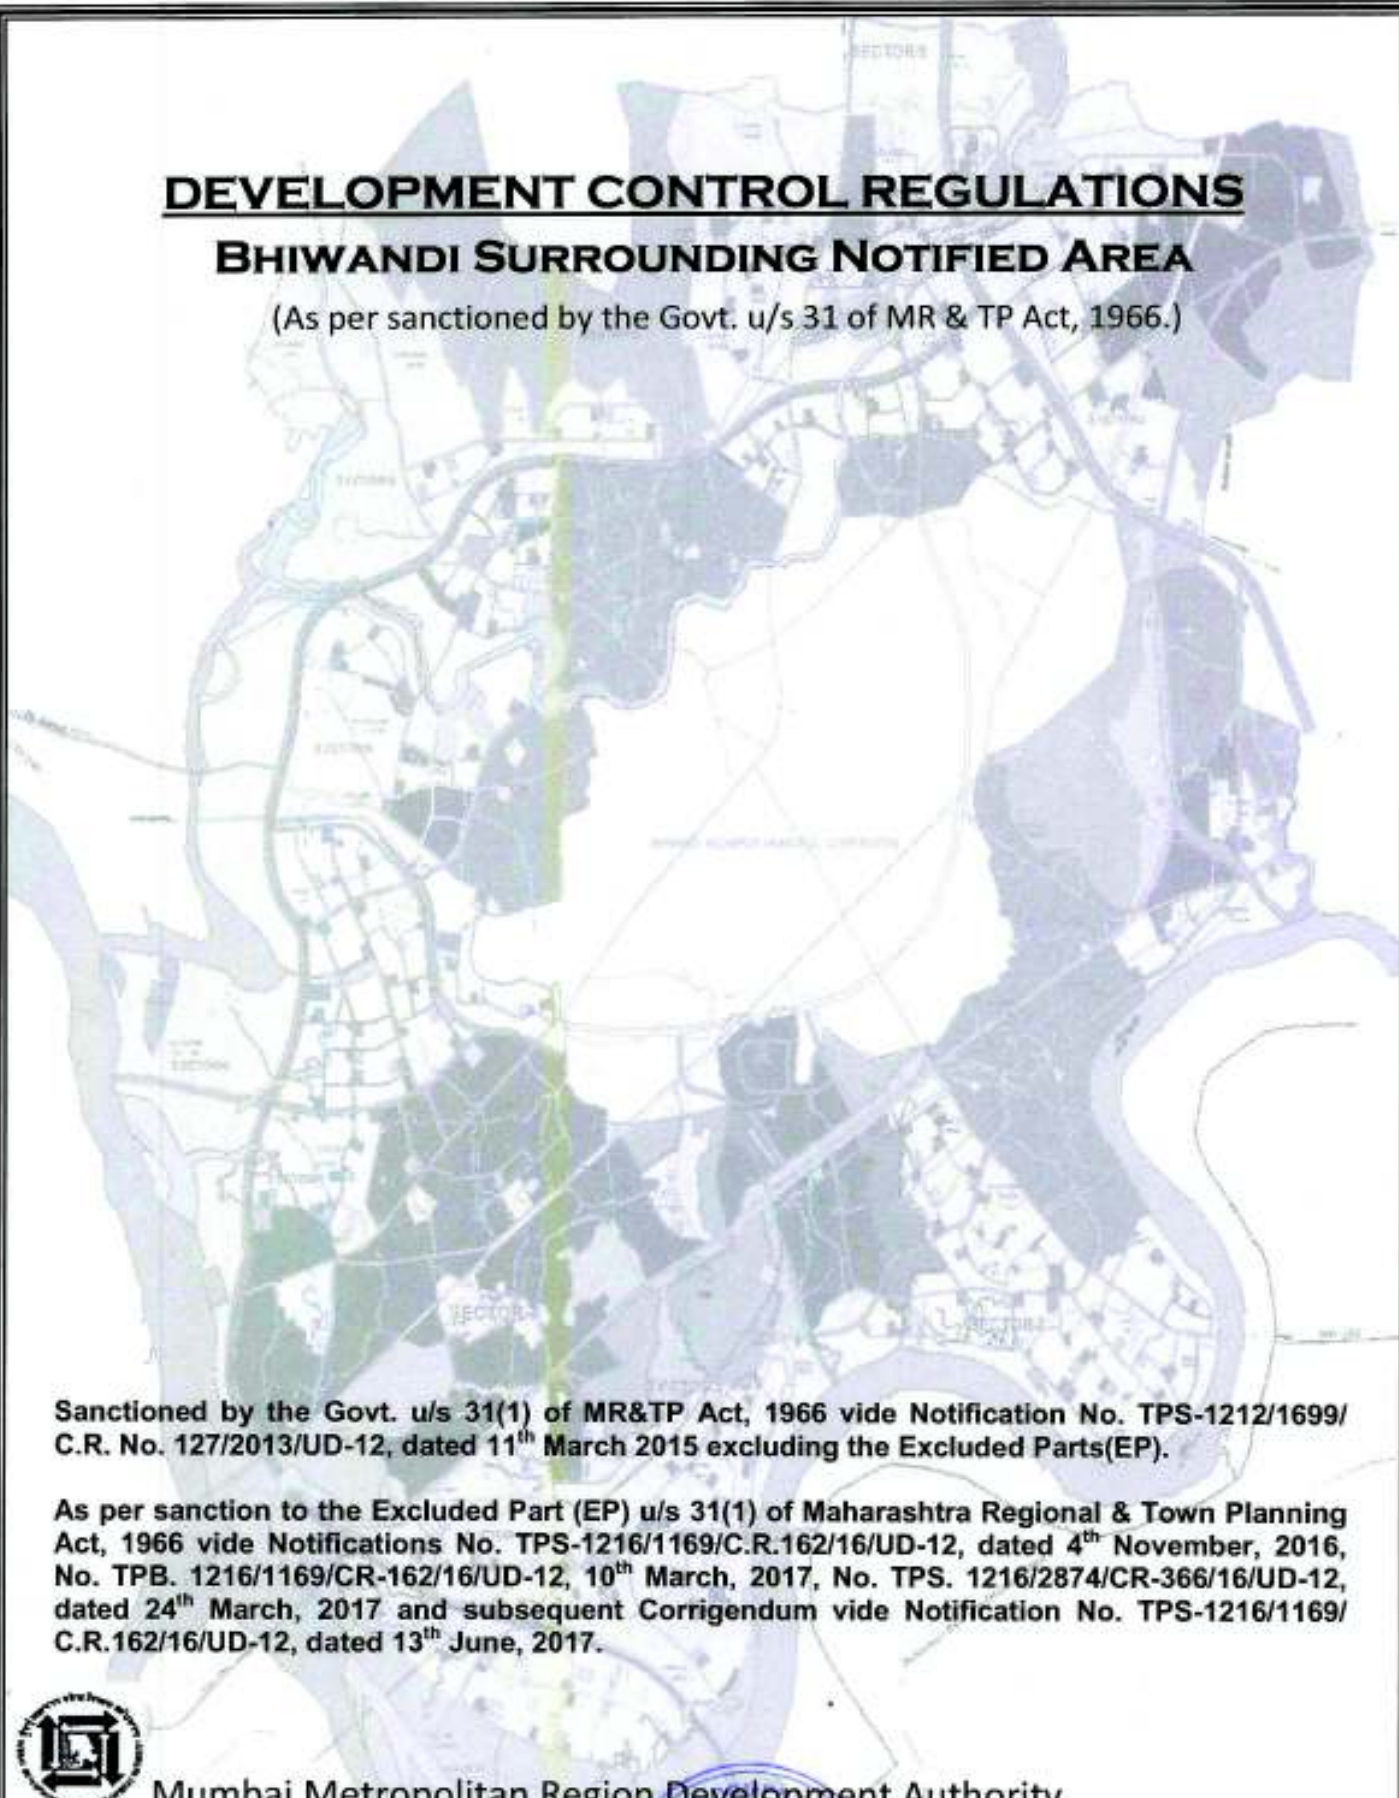 SECTOR 8
DEVELOPMENT CONTROL REGULATIONS
BHIWANDI SURROUNDING NOTIFIED AREA
(As per sanctioned by the Govt. u/s 31 of MR & TP Act, 1966.)
Sanctioned by the Govt. u/s 31(1) of MR&TP Act, 1966 vide Notification No. TPS-1212/1699/
C.R. No. 127/2013/UD-12, dated 11th March 2015 excluding the Excluded Parts(EP).
As per sanction to the Excluded Part (EP) u/s 31(1) of Maharashtra Regional & Town Planning
Act, 1966 vide Notifications No. TPS-1216/1169/C.R.162/16/UD-12, dated 4th November, 2016,
No. TPB. 1216/1169/CR-162/16/UD-12, 10th March, 2017, No. TPS. 1216/2874/CR-366/16/UD-12,
dated 24th March, 2017 and subsequent Corrigendum vide Notification No. TPS-1216/1169/
C.R.162/16/UD-12, dated 13th June, 2017.
Mumbai Metropolitan Region Development Authority